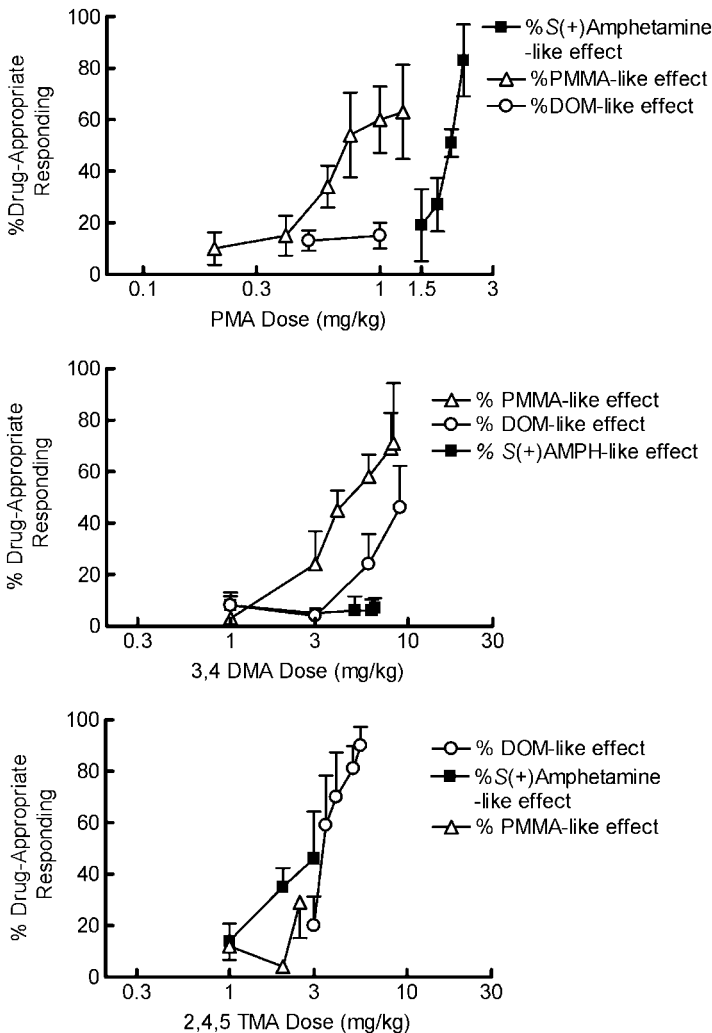 100
80
60
40
20
0
%Drug-Appropriate
Responding
%S(+)Amphetamine
-like effect
%PMMA-like effect
%DOM-like effect
0.1 0.3 1 1.5 3
PMA Dose (mg/kg)
100
80
60
40
20
0
% Drug-Appropriate
Responding
% PMMA-like effect
% DOM-like effect
% S(+)AMPH-like effect
0.3 1 3 10 30
3,4 DMA Dose (mg/kg)
100
80
60
40
20
0
% Drug-Appropriate
Responding
% DOM-like effect
%S(+)Amphetamine
-like effect
% PMMA-like effect
0.3 1 3 10 30
2,4,5 TMA Dose (mg/kg)